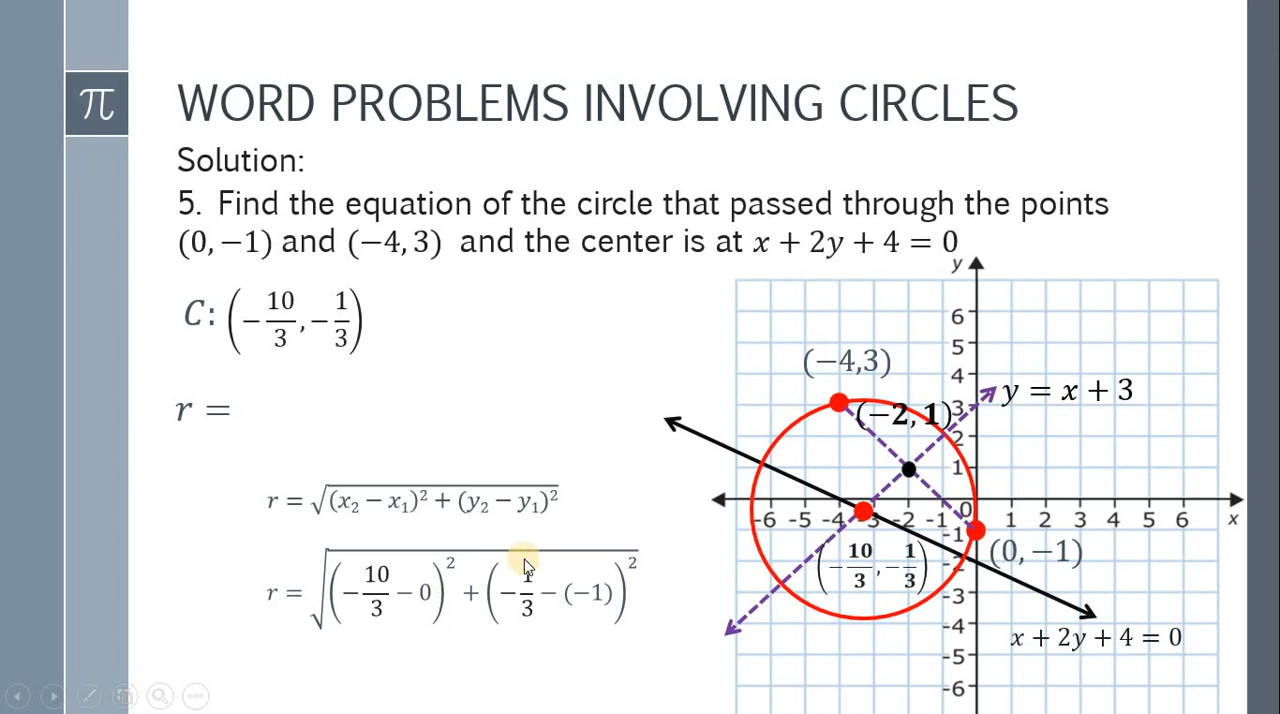 π
WORD PROBLEMS INVOLVING CIRCLES
Solution:
5. Find the equation of the circle that passed through the points
(0, −1) and (−4, 3) and the center is at x + 2y + 4 = 0
C: (−10/3, −1/3)
r =
r = √(x₂ − x₁)² + (y₂ − y₁)²
r = √(−10/3 − 0)² + (−1/3 − (−1))²
y
6
5
4
3
2
1
0
-1
-2
-3
-4
-5
-6
-6 -5 -4 -3 -2 -1 1 2 3 4 5 6
x
(−4,3)
y = x + 3
(−2, 1)
(−10/3, −1/3)
(0, −1)
x + 2y + 4 = 0